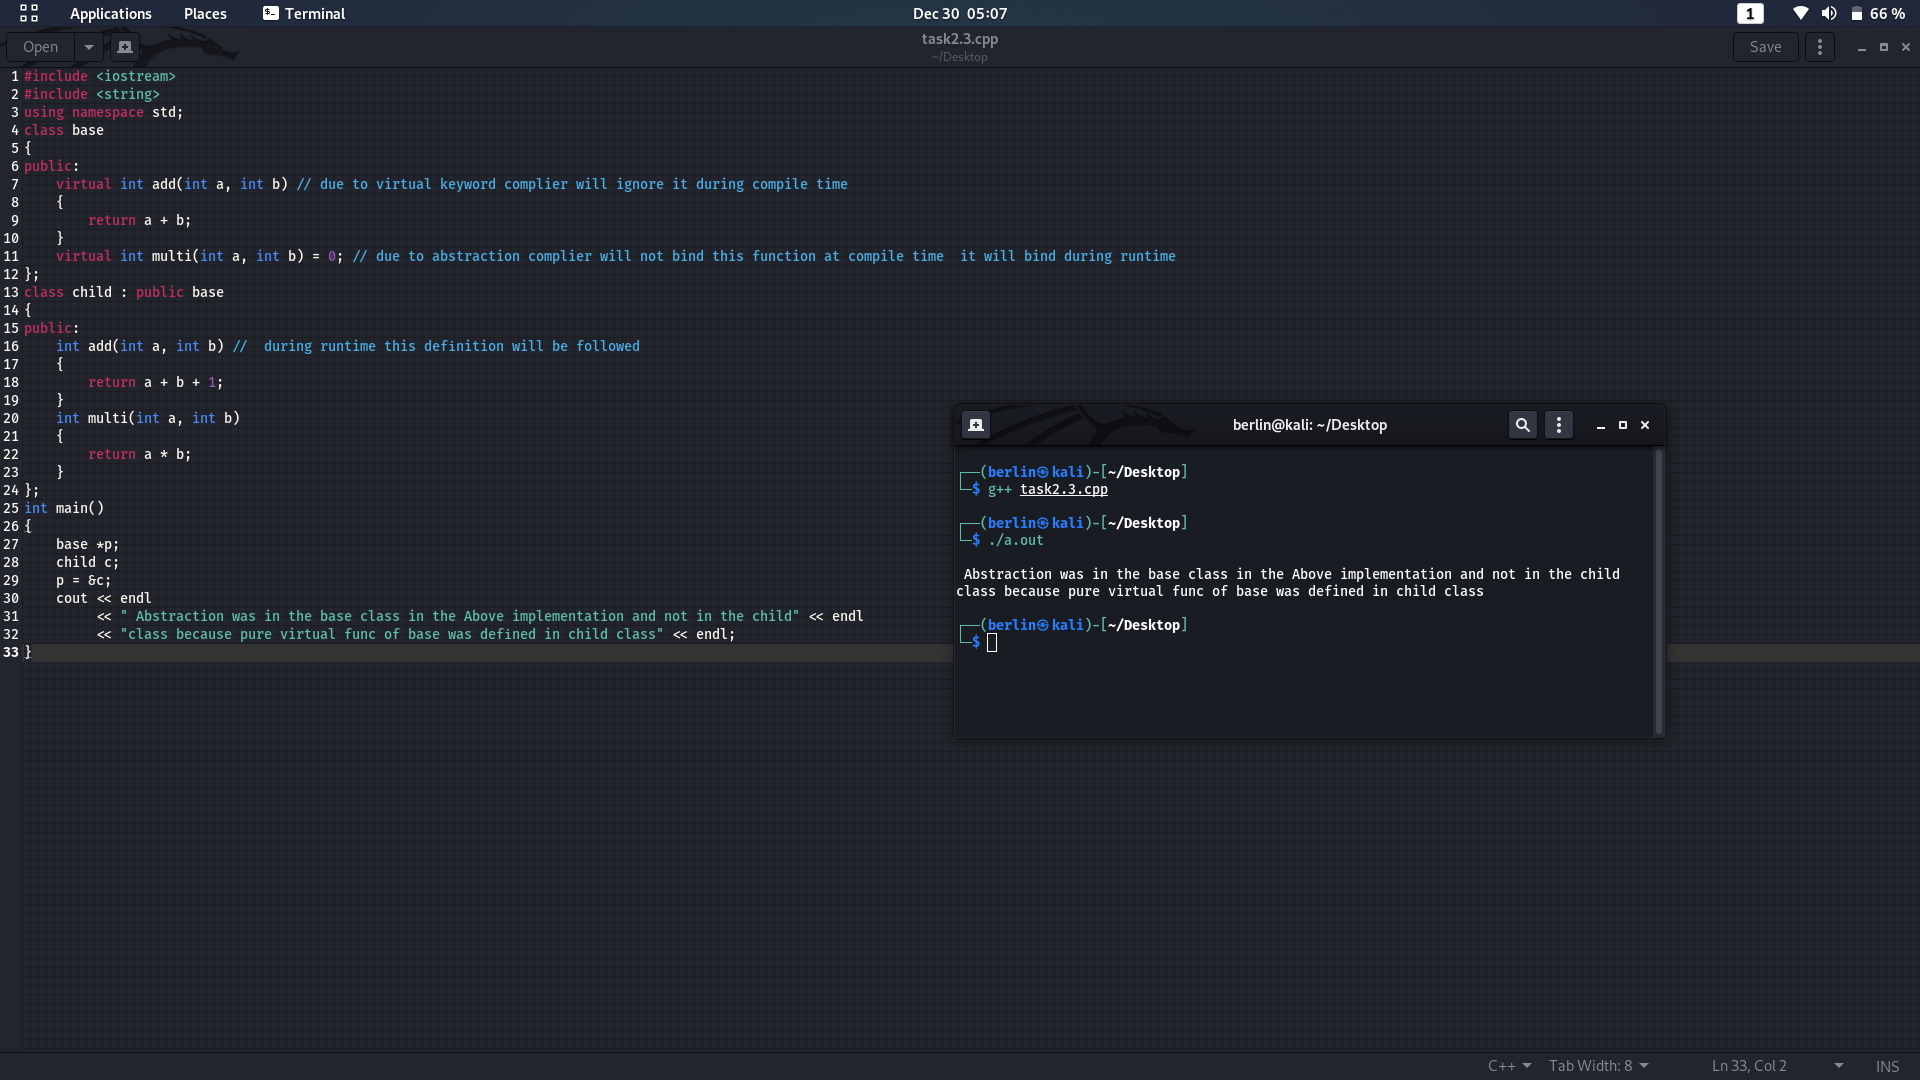 Applications Places Terminal Dec 30 05:07 1 66 %
Open task2.3.cpp Save
~/Desktop
1 #include <iostream>
2 #include <string>
3 using namespace std;
4 class base
5 {
6 public:
7 virtual int add(int a, int b) // due to virtual keyword complier will ignore it during compile time
8 {
9 return a + b;
10 }
11 virtual int multi(int a, int b) = 0; // due to abstraction complier will not bind this function at compile time  it will bind during runtime
12 };
13 class child : public base
14 {
15 public:
16 int add(int a, int b) //  during runtime this definition will be followed
17 {
18 return a + b + 1;
19 }
20 int multi(int a, int b)
21 {
22 return a * b;
23 }
24 };
25 int main()
26 {
27 base *p;
28 child c;
29 p = &c;
30 cout << endl
31 << " Abstraction was in the base class in the Above implementation and not in the child" << endl
32 << "class because pure virtual func of base was defined in child class" << endl;
33 }
berlin@kali: ~/Desktop
┌──(berlin㉿kali)-[~/Desktop]
└─$ g++ task2.3.cpp
┌──(berlin㉿kali)-[~/Desktop]
└─$ ./a.out
Abstraction was in the base class in the Above implementation and not in the child
class because pure virtual func of base was defined in child class
┌──(berlin㉿kali)-[~/Desktop]
└─$
C++ Tab Width: 8 Ln 33, Col 2 INS